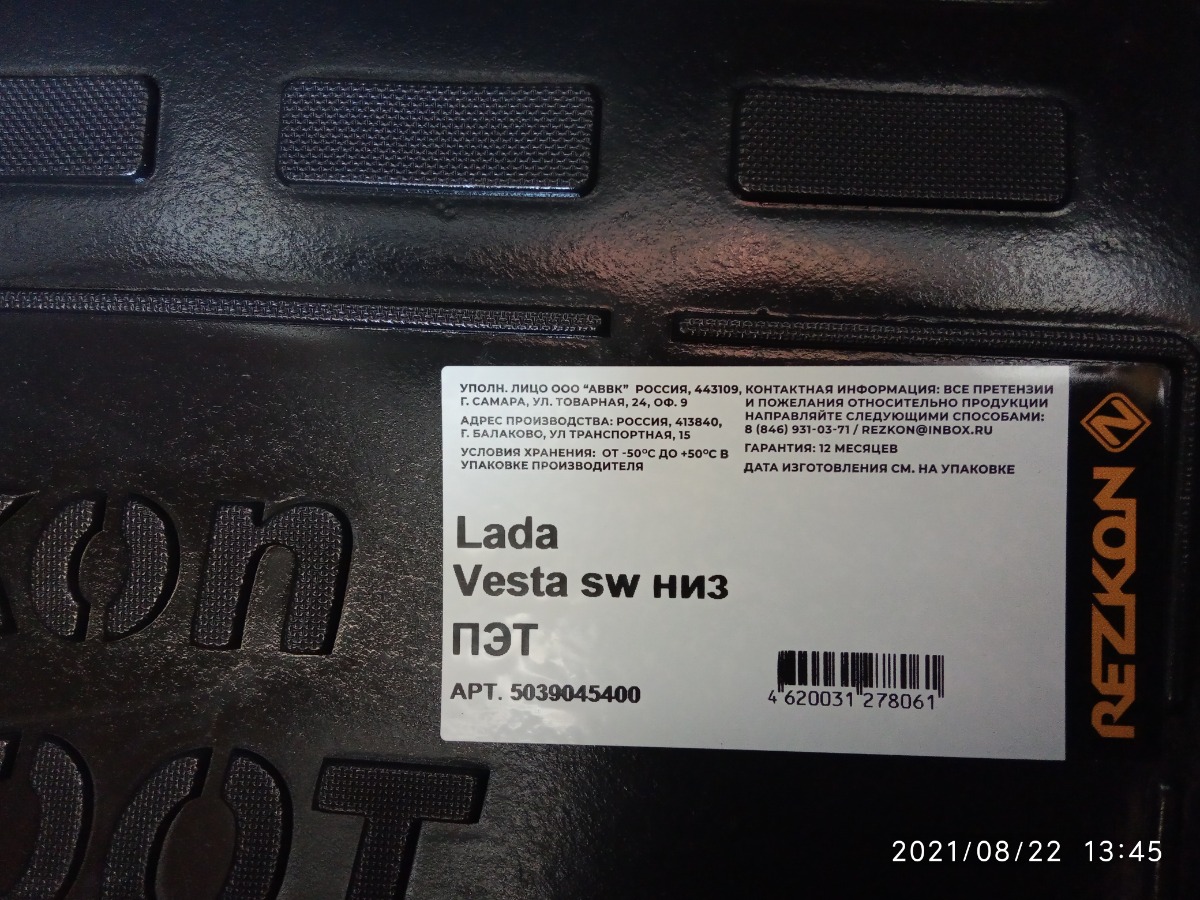 УПОЛН. ЛИЦО ООО "АВВК" РОССИЯ, 443109,
Г. САМАРА, УЛ. ТОВАРНАЯ, 24, ОФ. 9
АДРЕС ПРОИЗВОДСТВА: РОССИЯ, 413840,
Г. БАЛАКОВО, УЛ ТРАНСПОРТНАЯ, 15
УСЛОВИЯ ХРАНЕНИЯ: ОТ -50°С ДО +50°С В
УПАКОВКЕ ПРОИЗВОДИТЕЛЯ
КОНТАКТНАЯ ИНФОРМАЦИЯ: ВСЕ ПРЕТЕНЗИИ
И ПОЖЕЛАНИЯ ОТНОСИТЕЛЬНО ПРОДУКЦИИ
НАПРАВЛЯЙТЕ СЛЕДУЮЩИМИ СПОСОБАМИ:
8 (846) 931-03-71 / REZKON@INBOX.RU
ГАРАНТИЯ: 12 МЕСЯЦЕВ
ДАТА ИЗГОТОВЛЕНИЯ СМ. НА УПАКОВКЕ
Lada
Vesta sw низ
ПЭТ
АРТ. 5039045400
4 620031 278061
REZKON
kon
OOT
2021/08/22 13:45